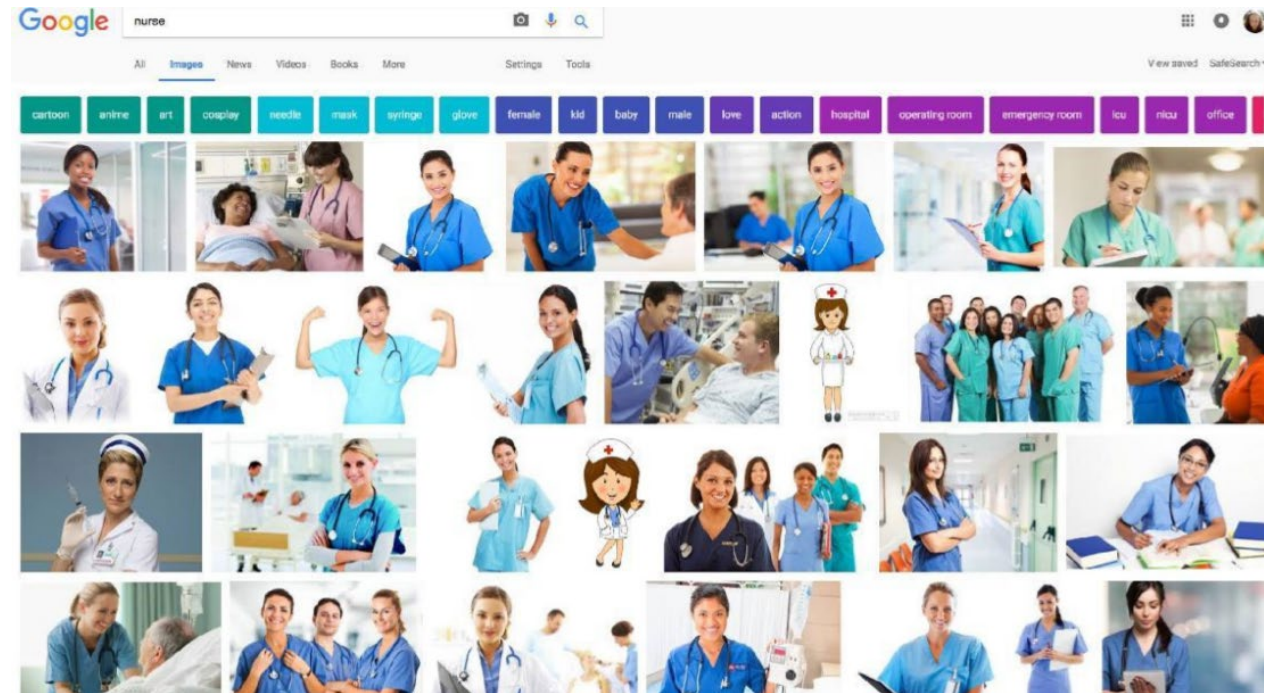 Google nurse
All Images News Videos Books More Settings Tools View saved SafeSearch
cartoon anime art cosplay needle mask syringe glove female kid baby male love action hospital operating room emergency room icu nicu office